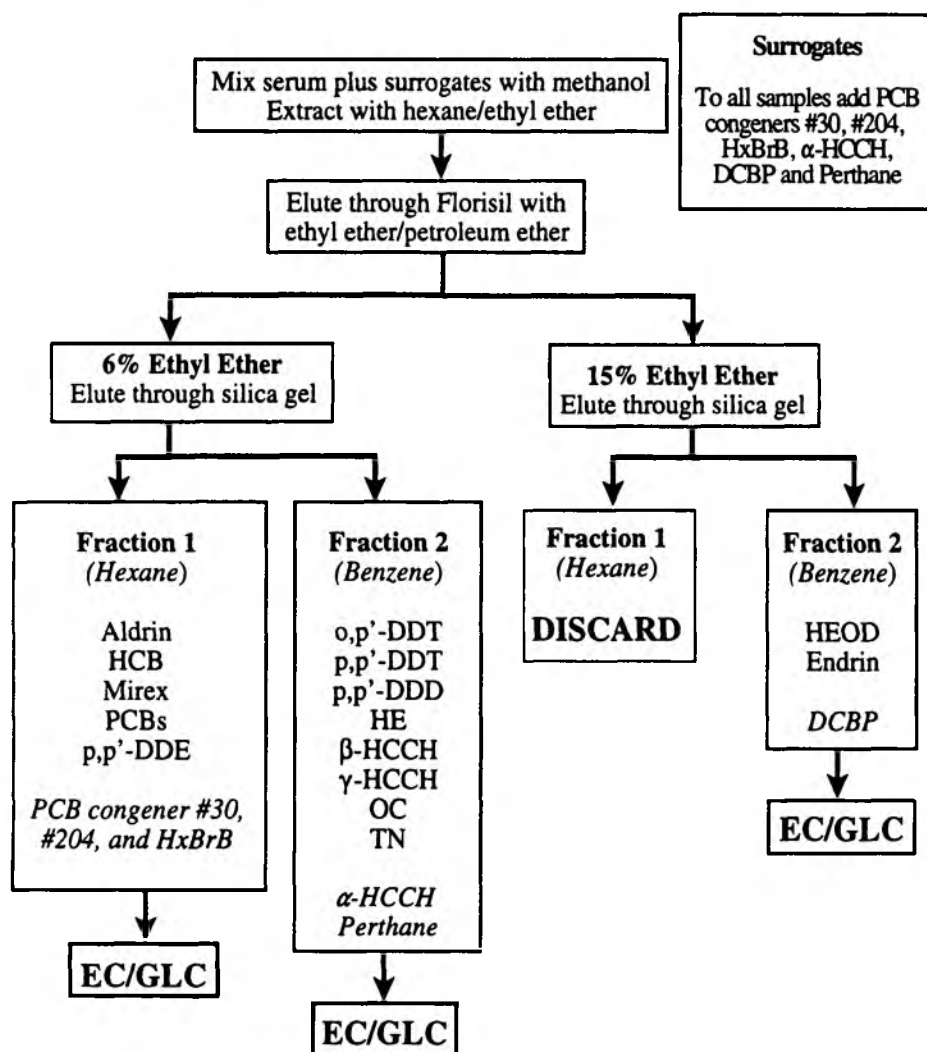 Surrogates
To all samples add PCB
congeners #30, #204,
HxBrB, α-HCCH,
DCBP and Perthane
Mix serum plus surrogates with methanol
Extract with hexane/ethyl ether
Elute through Florisil with
ethyl ether/petroleum ether
6% Ethyl Ether
Elute through silica gel
15% Ethyl Ether
Elute through silica gel
Fraction 1
(Hexane)
Aldrin
HCB
Mirex
PCBs
p,p'-DDE
PCB congener #30,
#204, and HxBrB
EC/GLC
Fraction 2
(Benzene)
o,p'-DDT
p,p'-DDT
p,p'-DDD
HE
β-HCCH
γ-HCCH
OC
TN
α-HCCH
Perthane
EC/GLC
Fraction 1
(Hexane)
DISCARD
Fraction 2
(Benzene)
HEOD
Endrin
DCBP
EC/GLC